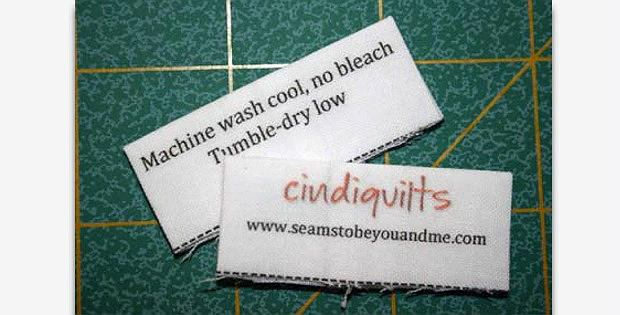 Machine wash cool, no bleach
Tumble-dry low
cindiquilts
www.seamstobeyouandme.com